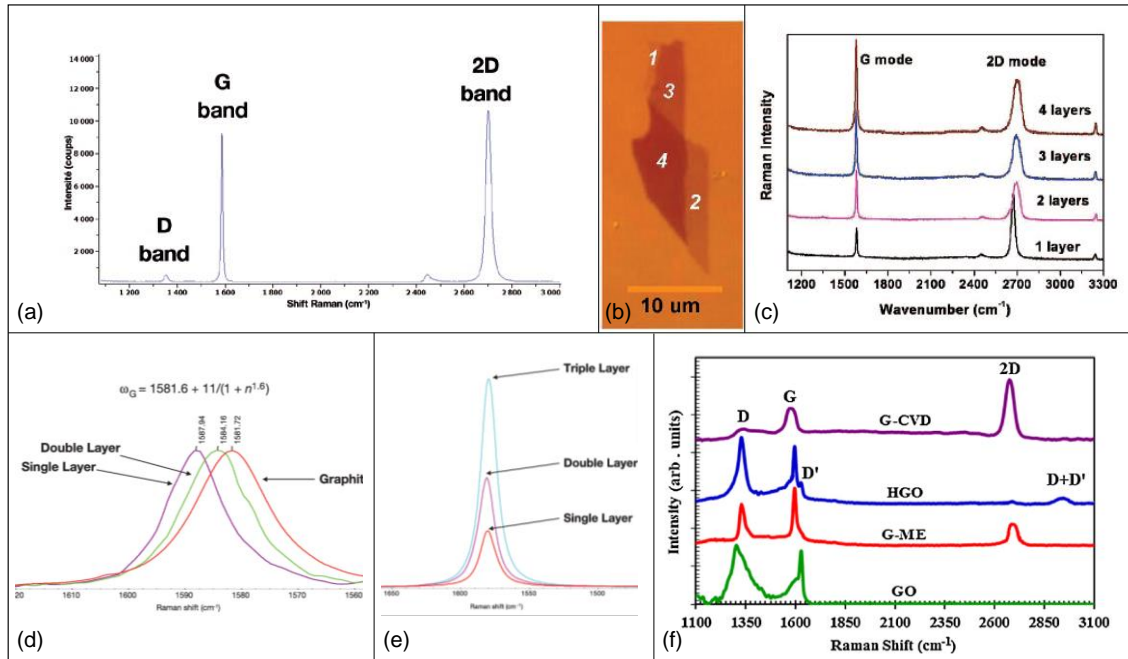 14 000
12 000
10 000
8 000
6 000
4 000
2 000
Intensité (coups)
D
band
G
band
2D
band
1 200
1 400
1 600
1 800
2 000
2 200
2 400
2 600
2 800
3 000
Shift Raman (cm⁻¹)
(a)
1
3
4
2
10 um
(b)
Raman Intensity
G mode
2D mode
4 layers
3 layers
2 layers
1 layer
1200 1500 1800 2100 2400 2700 3000 3300
Wavenumber (cm⁻¹)
(c)
ω_G = 1581.6 + 11/(1 + n^1.6)
1587.94
1584.16
1581.72
Double Layer
Single Layer
Graphit
20 1610 1600 1590 1580 1570 1560
Raman shift (cm⁻¹)
(d)
Triple Layer
Double Layer
Single Layer
1650 1600 1550 1500
Raman shift (cm⁻¹)
(e)
Intensity (arb . units)
2D
D
G
G-CVD
D'
HGO
D+D'
G-ME
GO
1100 1350 1600 1850 2100 2350 2600 2850 3100
Raman Shift (cm⁻¹)
(f)